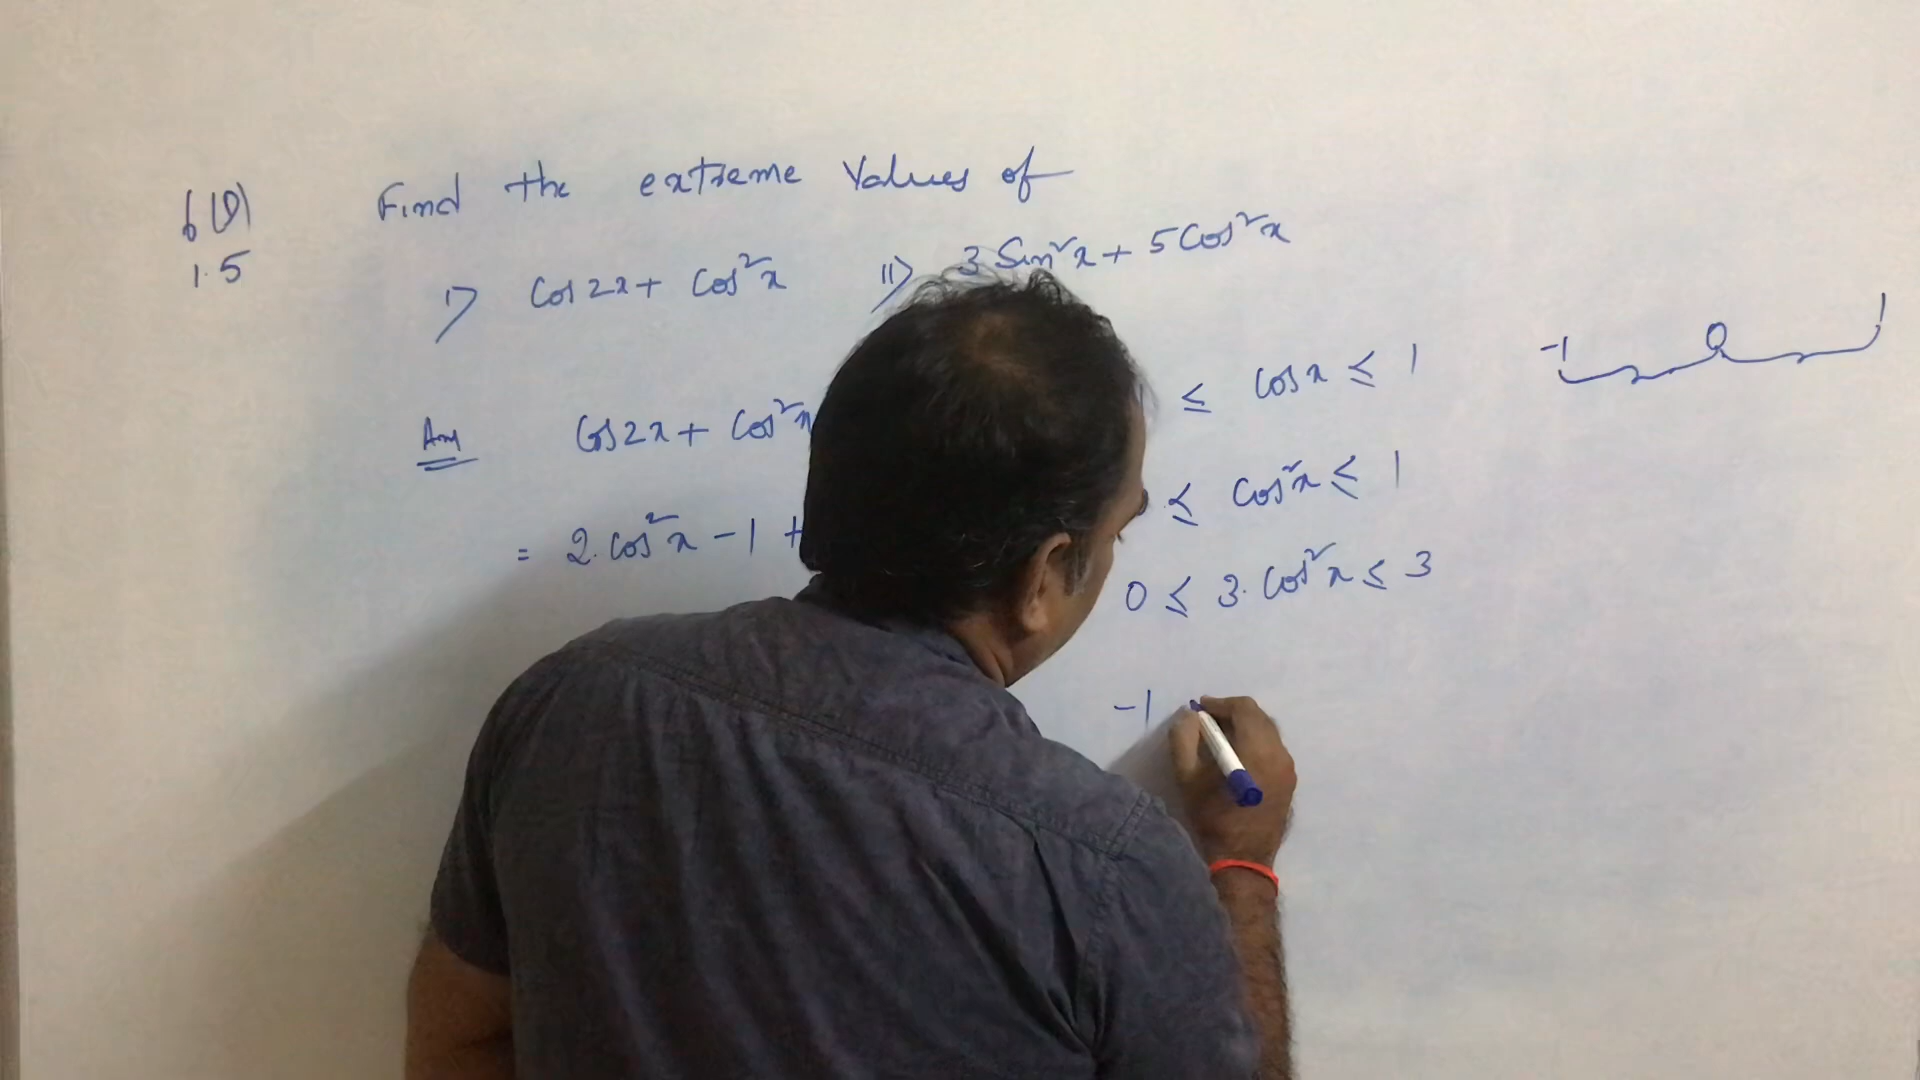 6(D) Find the extreme values of
1.5
i> Cos 2x + Cos²x ii> 3 Sin²x + 5 Cos²x
-1 0 1
≤ Cos x ≤ 1
Ans Cos 2x + Cos²x
≤ Cos²x ≤ 1
= 2. Cos²x - 1 +
0 ≤ 3. Cos²x ≤ 3
-1